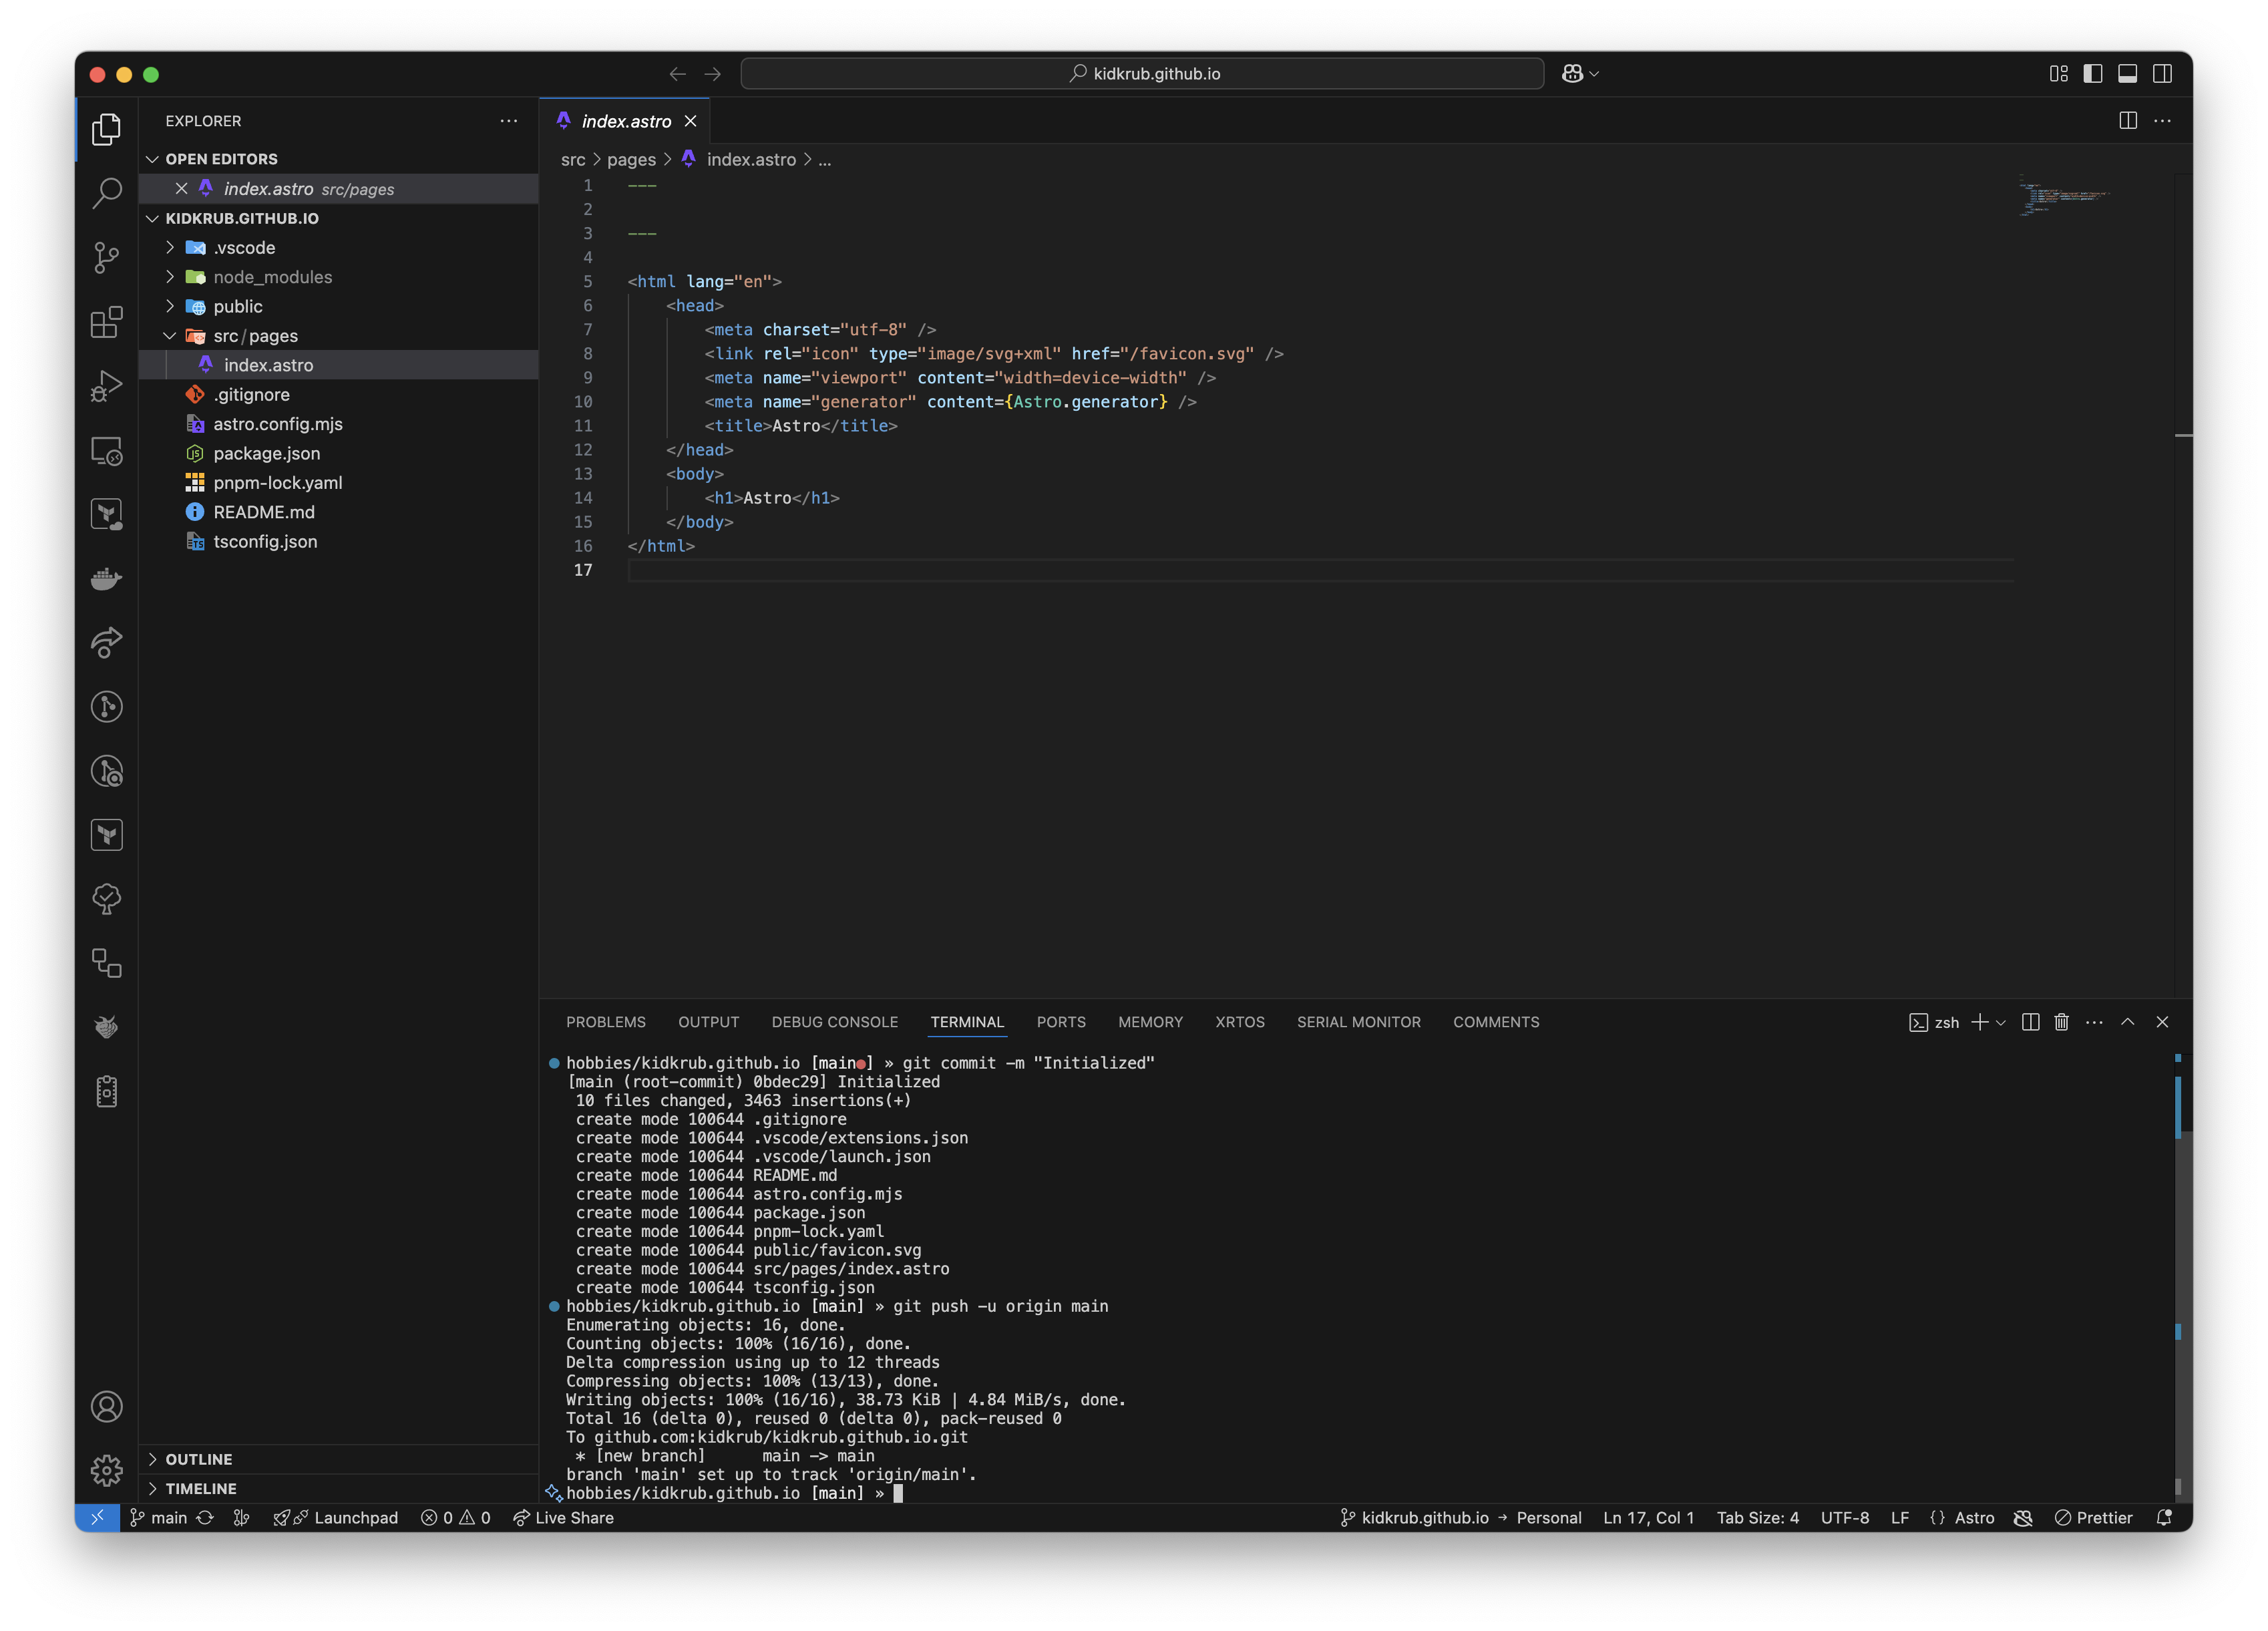 kidkrub.github.io
EXPLORER
OPEN EDITORS
index.astro src/pages
KIDKRUB.GITHUB.IO
.vscode
node_modules
public
src/pages
index.astro
.gitignore
astro.config.mjs
package.json
pnpm-lock.yaml
README.md
tsconfig.json
OUTLINE
TIMELINE
index.astro
src > pages > index.astro > ...
1 ---
2
3 ---
4
5 <html lang="en">
6 <head>
7 <meta charset="utf-8" />
8 <link rel="icon" type="image/svg+xml" href="/favicon.svg" />
9 <meta name="viewport" content="width=device-width" />
10 <meta name="generator" content={Astro.generator} />
11 <title>Astro</title>
12 </head>
13 <body>
14 <h1>Astro</h1>
15 </body>
16 </html>
17
PROBLEMS OUTPUT DEBUG CONSOLE TERMINAL PORTS MEMORY XRTOS SERIAL MONITOR COMMENTS
zsh
hobbies/kidkrub.github.io [main●] » git commit -m "Initialized"
[main (root-commit) 0bdec29] Initialized
10 files changed, 3463 insertions(+)
create mode 100644 .gitignore
create mode 100644 .vscode/extensions.json
create mode 100644 .vscode/launch.json
create mode 100644 README.md
create mode 100644 astro.config.mjs
create mode 100644 package.json
create mode 100644 pnpm-lock.yaml
create mode 100644 public/favicon.svg
create mode 100644 src/pages/index.astro
create mode 100644 tsconfig.json
hobbies/kidkrub.github.io [main] » git push -u origin main
Enumerating objects: 16, done.
Counting objects: 100% (16/16), done.
Delta compression using up to 12 threads
Compressing objects: 100% (13/13), done.
Writing objects: 100% (16/16), 38.73 KiB | 4.84 MiB/s, done.
Total 16 (delta 0), reused 0 (delta 0), pack-reused 0
To github.com:kidkrub/kidkrub.github.io.git
* [new branch] main -> main
branch 'main' set up to track 'origin/main'.
hobbies/kidkrub.github.io [main] »
main Launchpad 0 0 Live Share kidkrub.github.io → Personal Ln 17, Col 1 Tab Size: 4 UTF-8 LF {} Astro Prettier